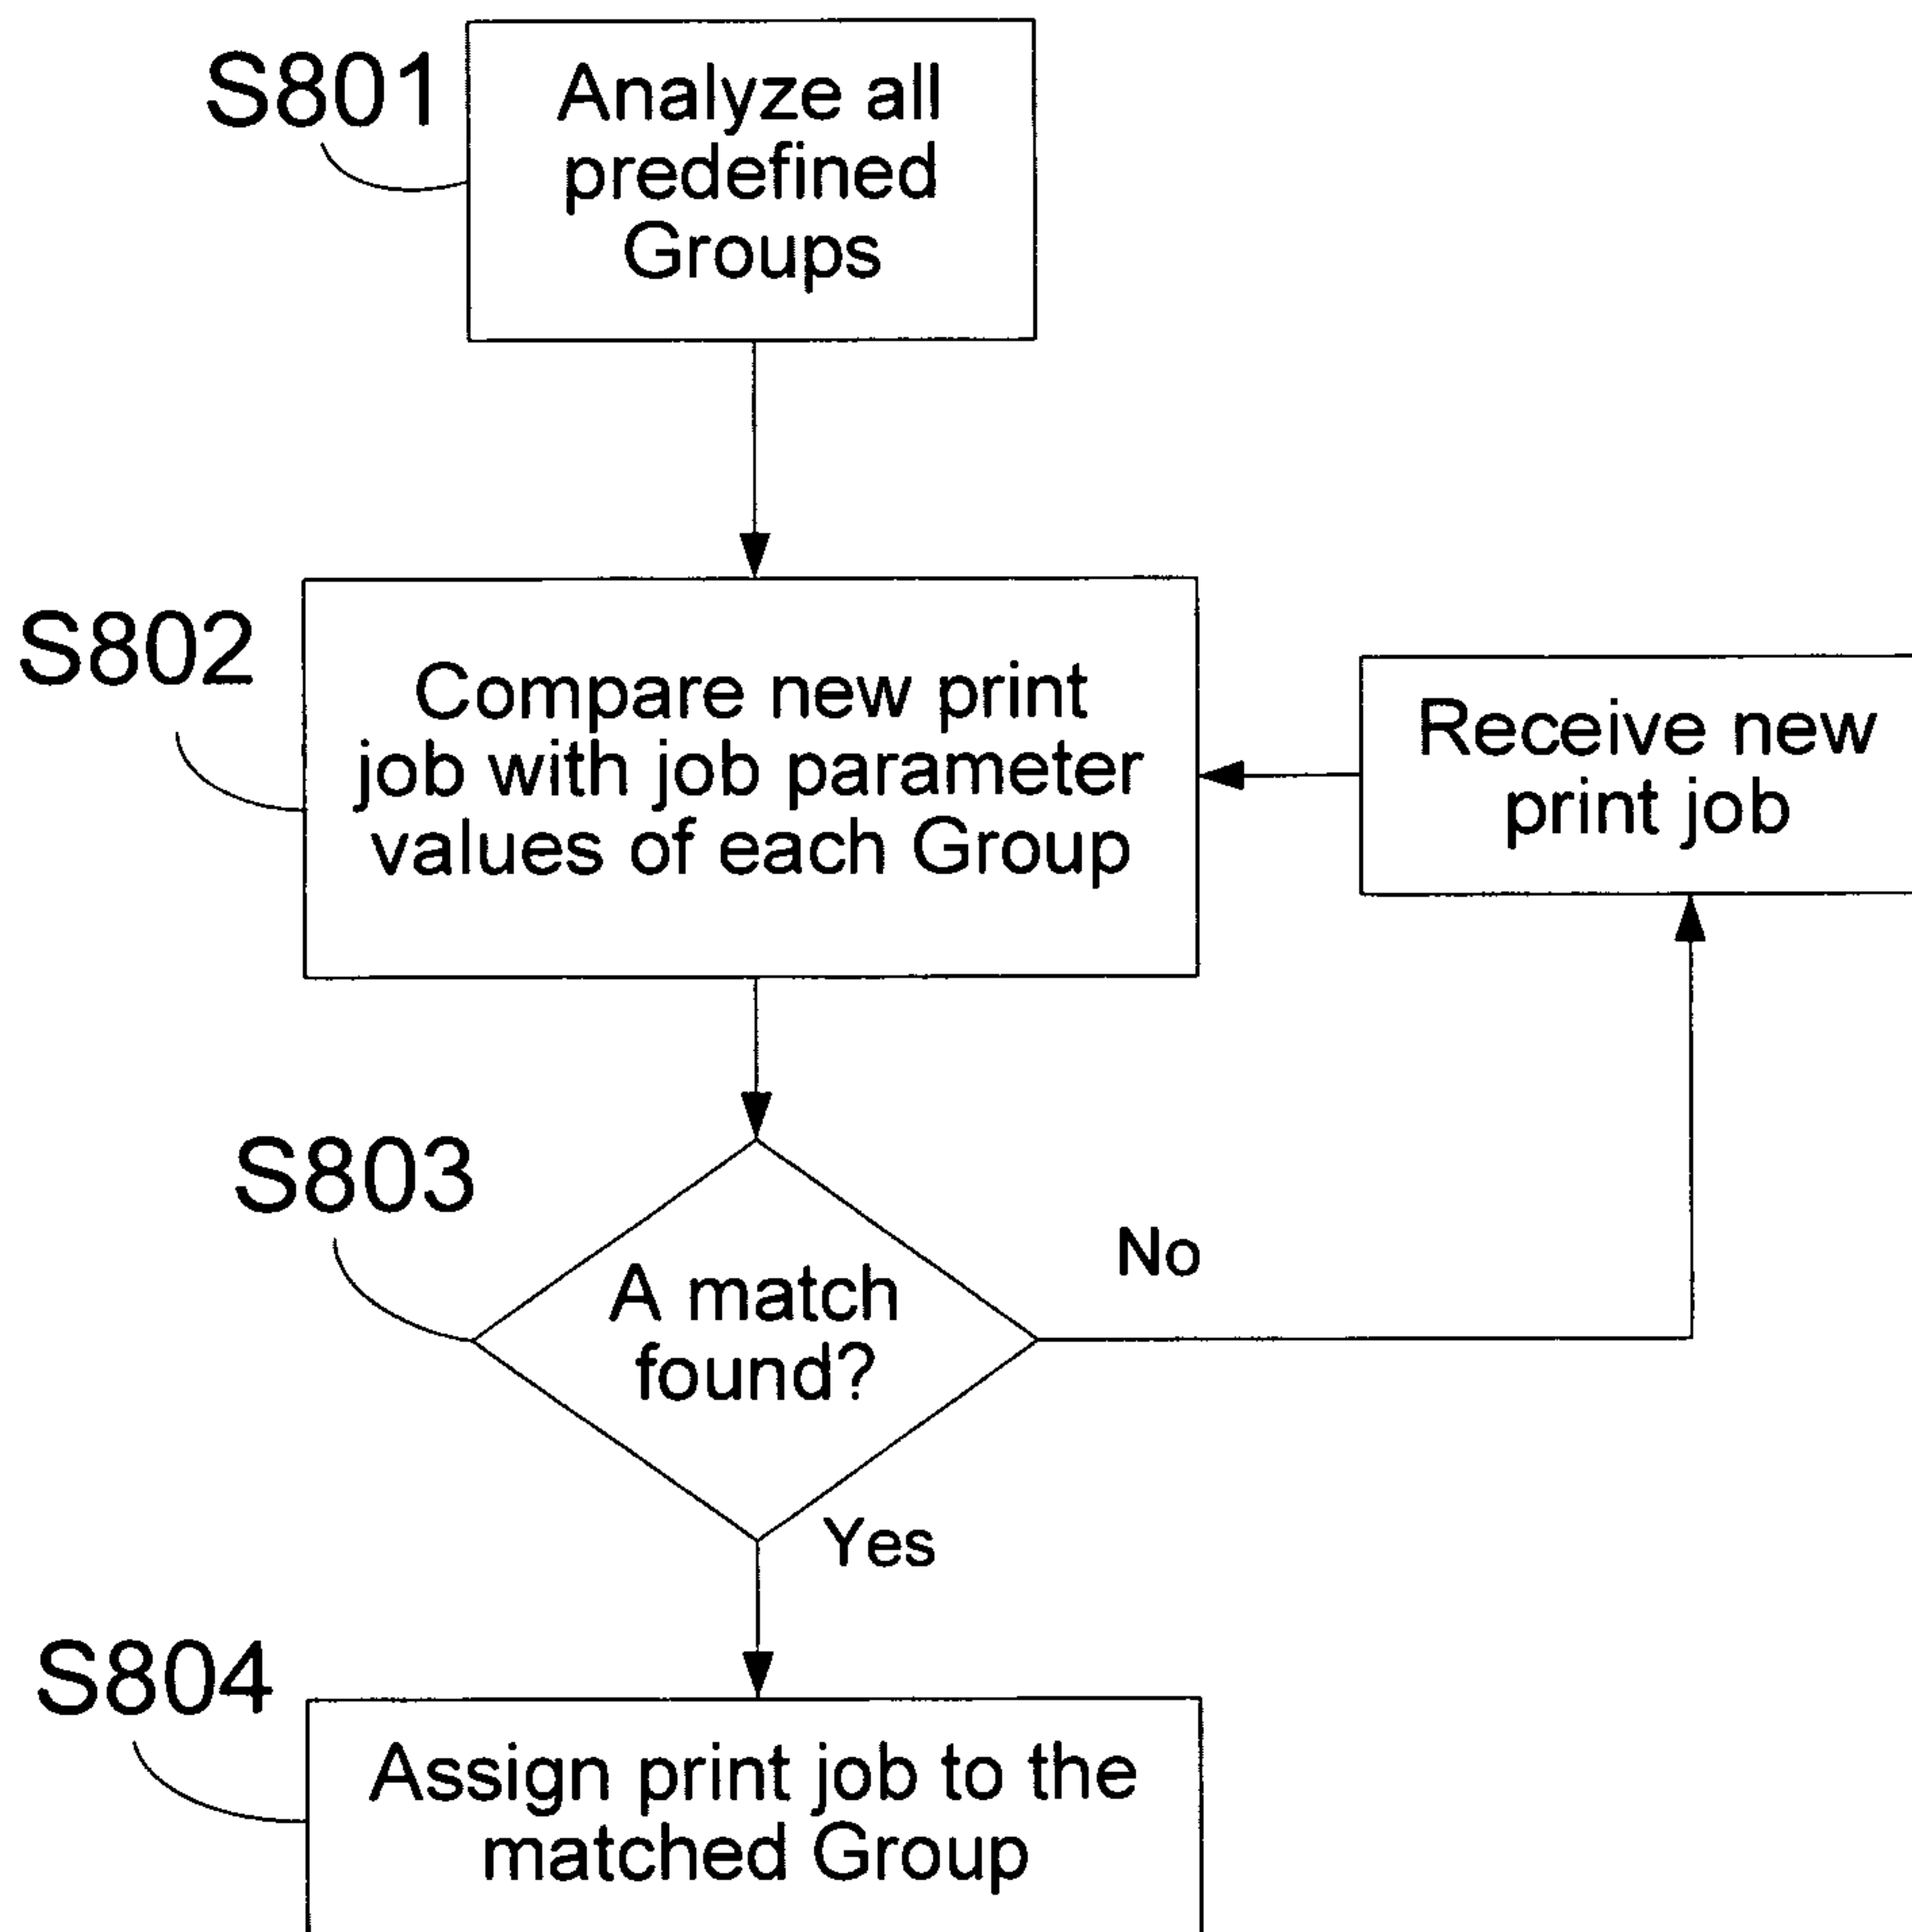 S801
Analyze all
predefined
Groups
S802
Compare new print
job with job parameter
values of each Group
Receive new
print job
S803
A match
found?
No
Yes
S804
Assign print job to the
matched Group